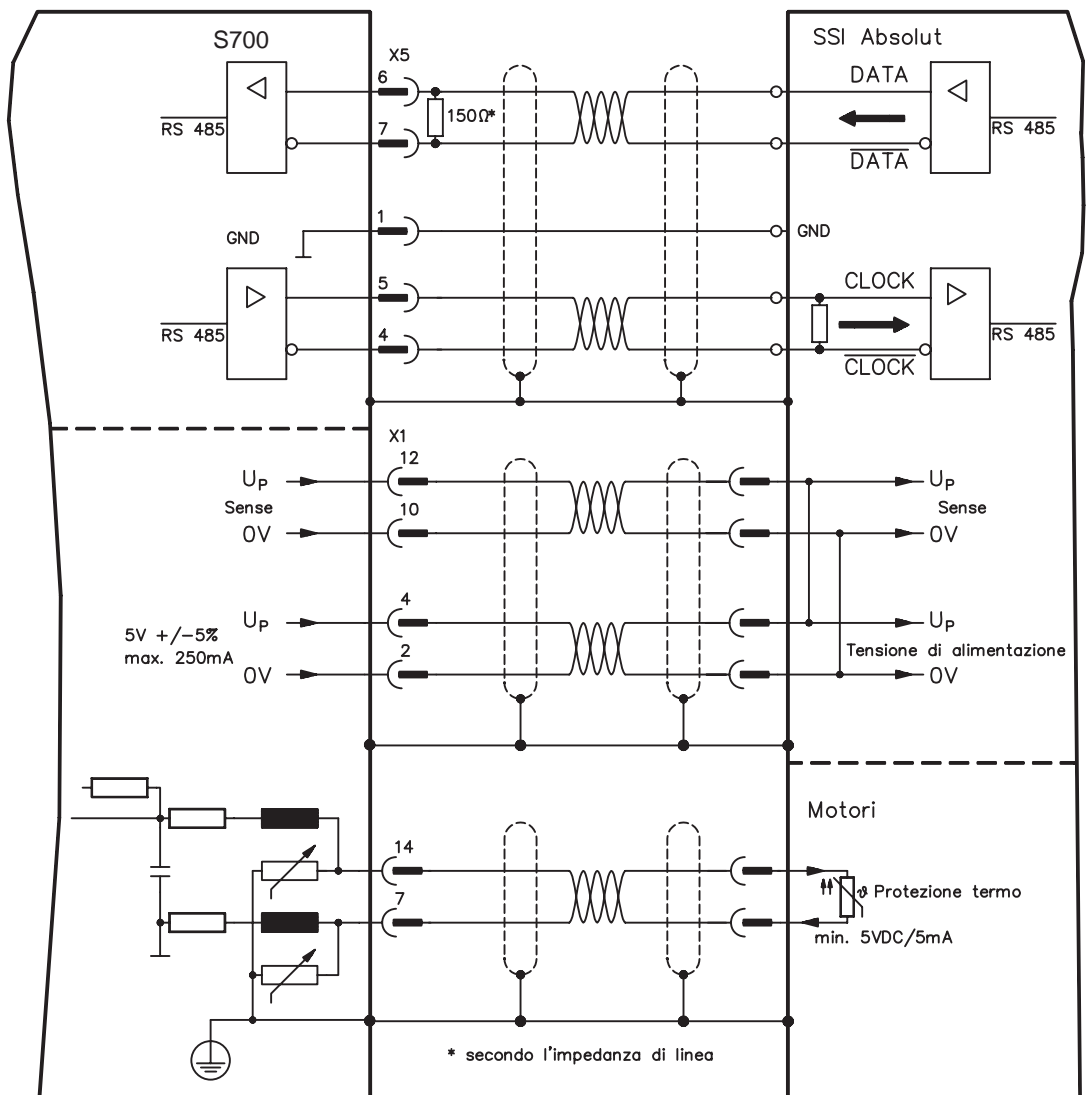 S700
SSI Absolut
X5
6
DATA
150Ω*
RS 485
7
RS 485
DATA
1
GND
GND
5
CLOCK
RS 485
4
RS 485
CLOCK
X1
12
UP
UP
Sense
10
Sense
0V
0V
4
UP
UP
5V +/-5%
max. 250mA
Tensione di alimentazione
2
0V
0V
Motori
14
ϑ Protezione termo
7
min. 5VDC/5mA
* secondo l'impedanza di linea